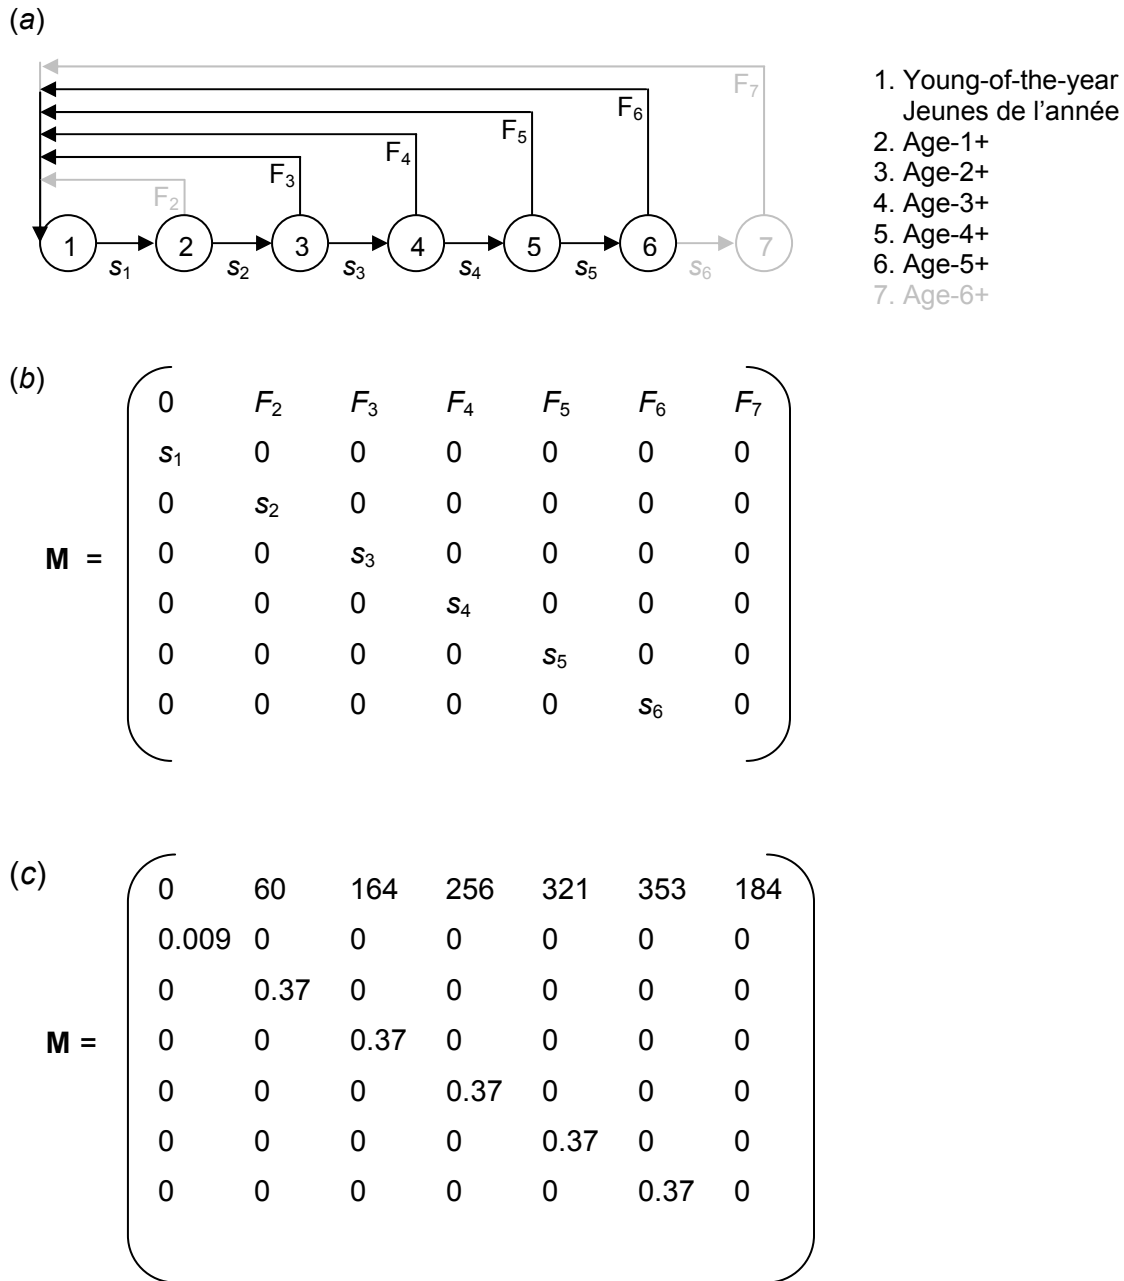 (a)
F7
F6
F5
F4
F3
F2
1 2 3 4 5 6 7
s1 s2 s3 s4 s5 s6
1. Young-of-the-year
Jeunes de l'année
2. Age-1+
3. Age-2+
4. Age-3+
5. Age-4+
6. Age-5+
7. Age-6+
(b)
M =
0 F2 F3 F4 F5 F6 F7
s1 0 0 0 0 0 0
0 s2 0 0 0 0 0
0 0 s3 0 0 0 0
0 0 0 s4 0 0 0
0 0 0 0 s5 0 0
0 0 0 0 0 s6 0
(c)
M =
0 60 164 256 321 353 184
0.009 0 0 0 0 0 0
0 0.37 0 0 0 0 0
0 0 0.37 0 0 0 0
0 0 0 0.37 0 0 0
0 0 0 0 0.37 0 0
0 0 0 0 0 0.37 0